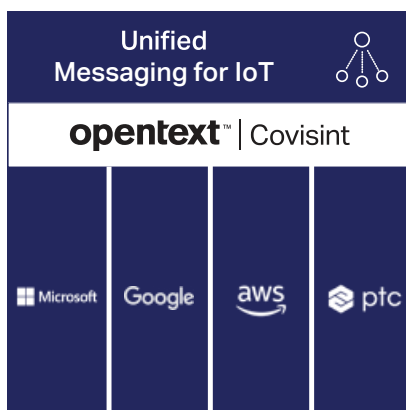 Unified
Messaging for IoT
opentext™ | Covisint
Microsoft
Google
aws
ptc